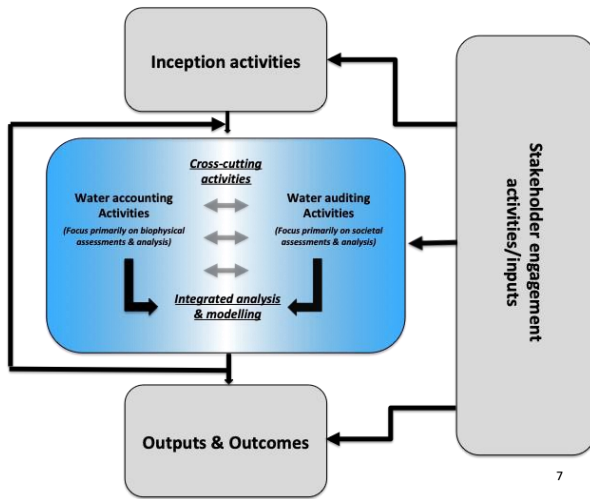 Inception activities
Cross-cutting
activities
Water accounting
Activities
(Focus primarily on biophysical
assessments & analysis)
Water auditing
Activities
(Focus primarily on societal
assessments & analysis)
Integrated analysis
& modelling
Outputs & Outcomes
Stakeholder engagement
activities/inputs
7